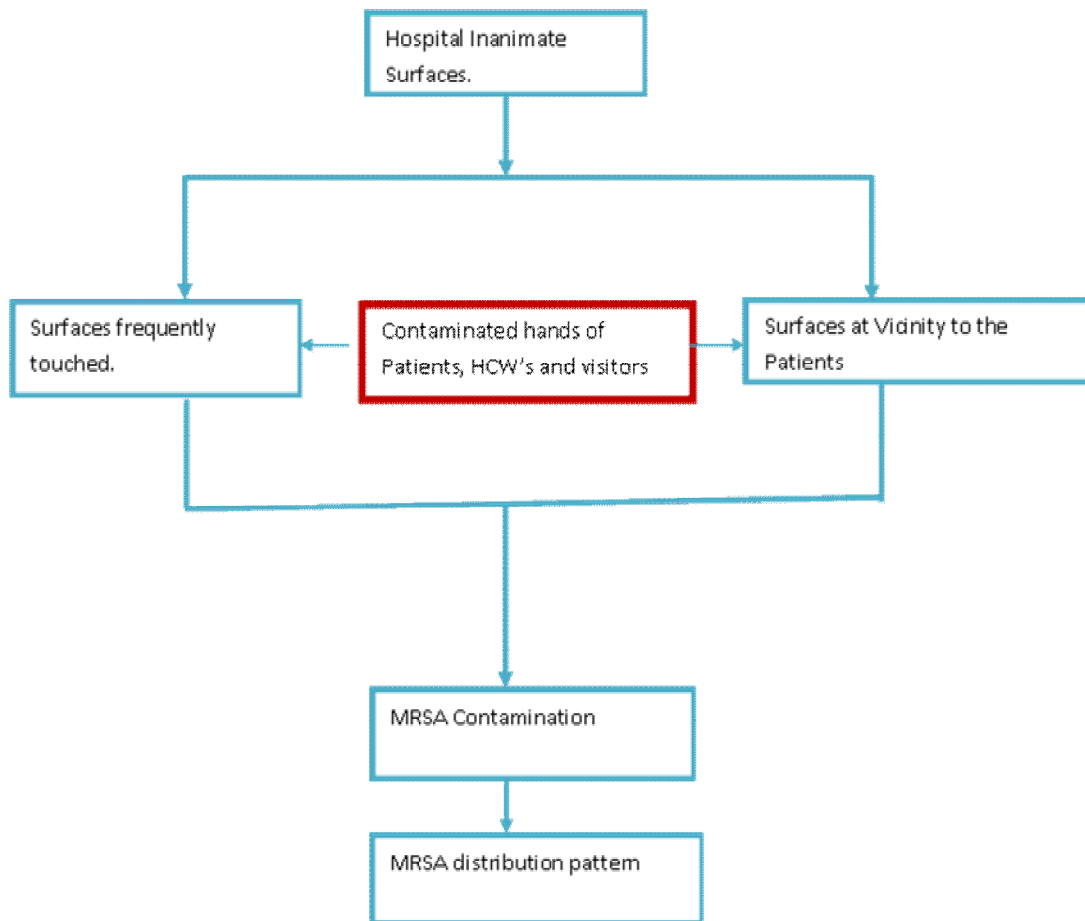 Hospital Inanimate
Surfaces.
Surfaces frequently
touched.
Contaminated hands of
Patients, HCW's and visitors
Surfaces at Vicinity to the
Patients
MRSA Contamination
MRSA distribution pattern